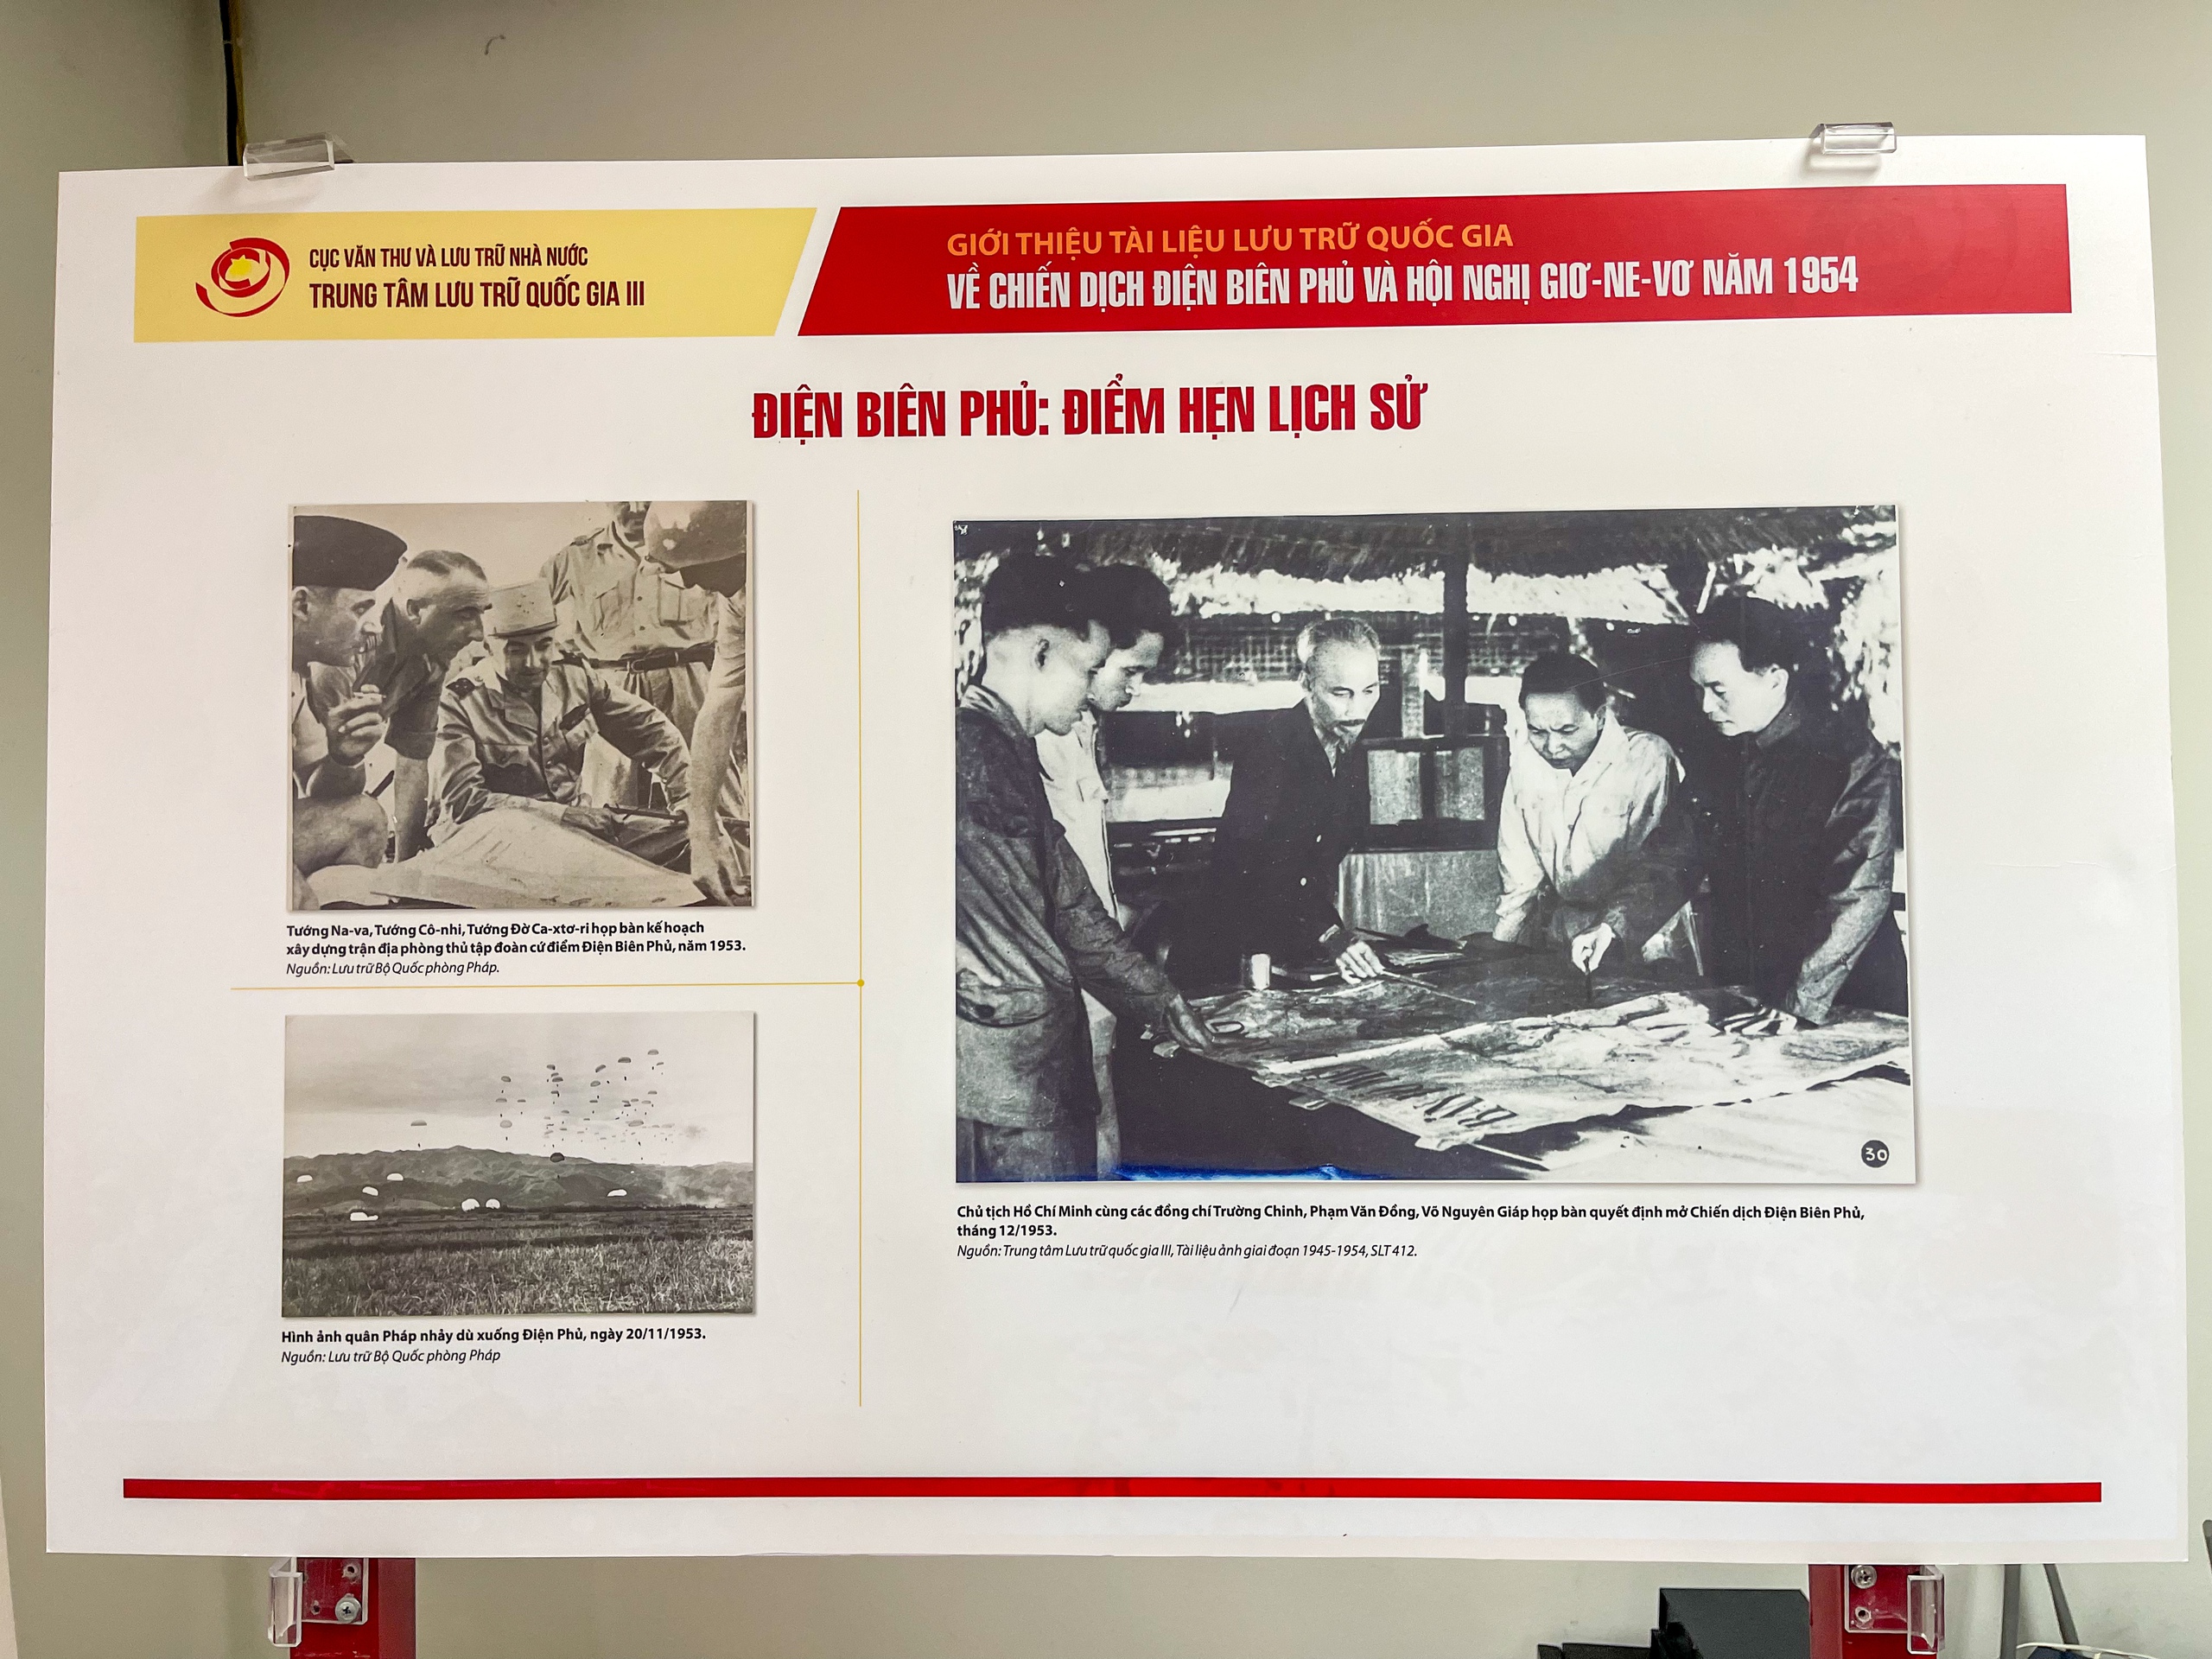 CỤC VĂN THƯ VÀ LƯU TRỮ NHÀ NƯỚC
TRUNG TÂM LƯU TRỮ QUỐC GIA III
GIỚI THIỆU TÀI LIỆU LƯU TRỮ QUỐC GIA
VỀ CHIẾN DỊCH ĐIỆN BIÊN PHỦ VÀ HỘI NGHỊ GIƠ-NE-VƠ NĂM 1954
ĐIỆN BIÊN PHỦ: ĐIỂM HẸN LỊCH SỬ
Tướng Na-va, Tướng Cô-nhi, Tướng Đờ Ca-xtơ-ri họp bàn kế hoạch
xây dựng trận địa phòng thủ tập đoàn cứ điểm Điện Biên Phủ, năm 1953.
Nguồn: Lưu trữ Bộ Quốc phòng Pháp.
Hình ảnh quân Pháp nhảy dù xuống Điện Phủ, ngày 20/11/1953.
Nguồn: Lưu trữ Bộ Quốc phòng Pháp
30
Chủ tịch Hồ Chí Minh cùng các đồng chí Trường Chinh, Phạm Văn Đồng, Võ Nguyên Giáp họp bàn quyết định mở Chiến dịch Điện Biên Phủ,
tháng 12/1953.
Nguồn: Trung tâm Lưu trữ quốc gia III, Tài liệu ảnh giai đoạn 1945-1954, SLT 412.